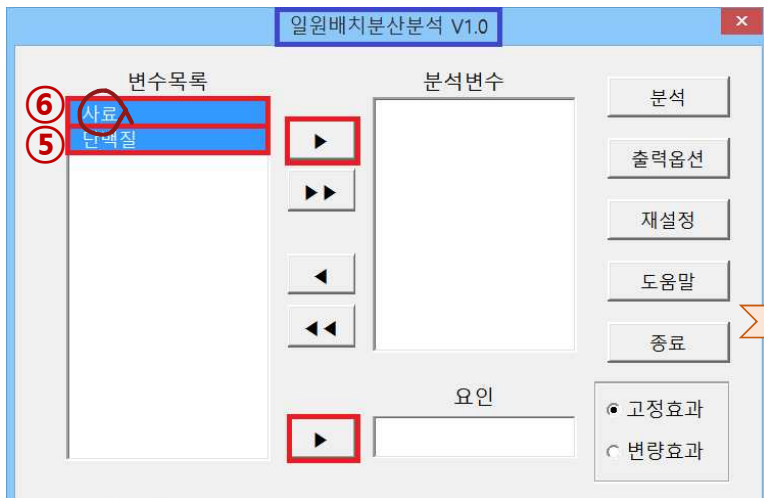 일원배치분산분석 V1.0
변수목록
분석변수
⑥ 사료
⑤ 단백질
분석
출력옵션
재설정
도움말
종료
요인
고정효과
변량효과